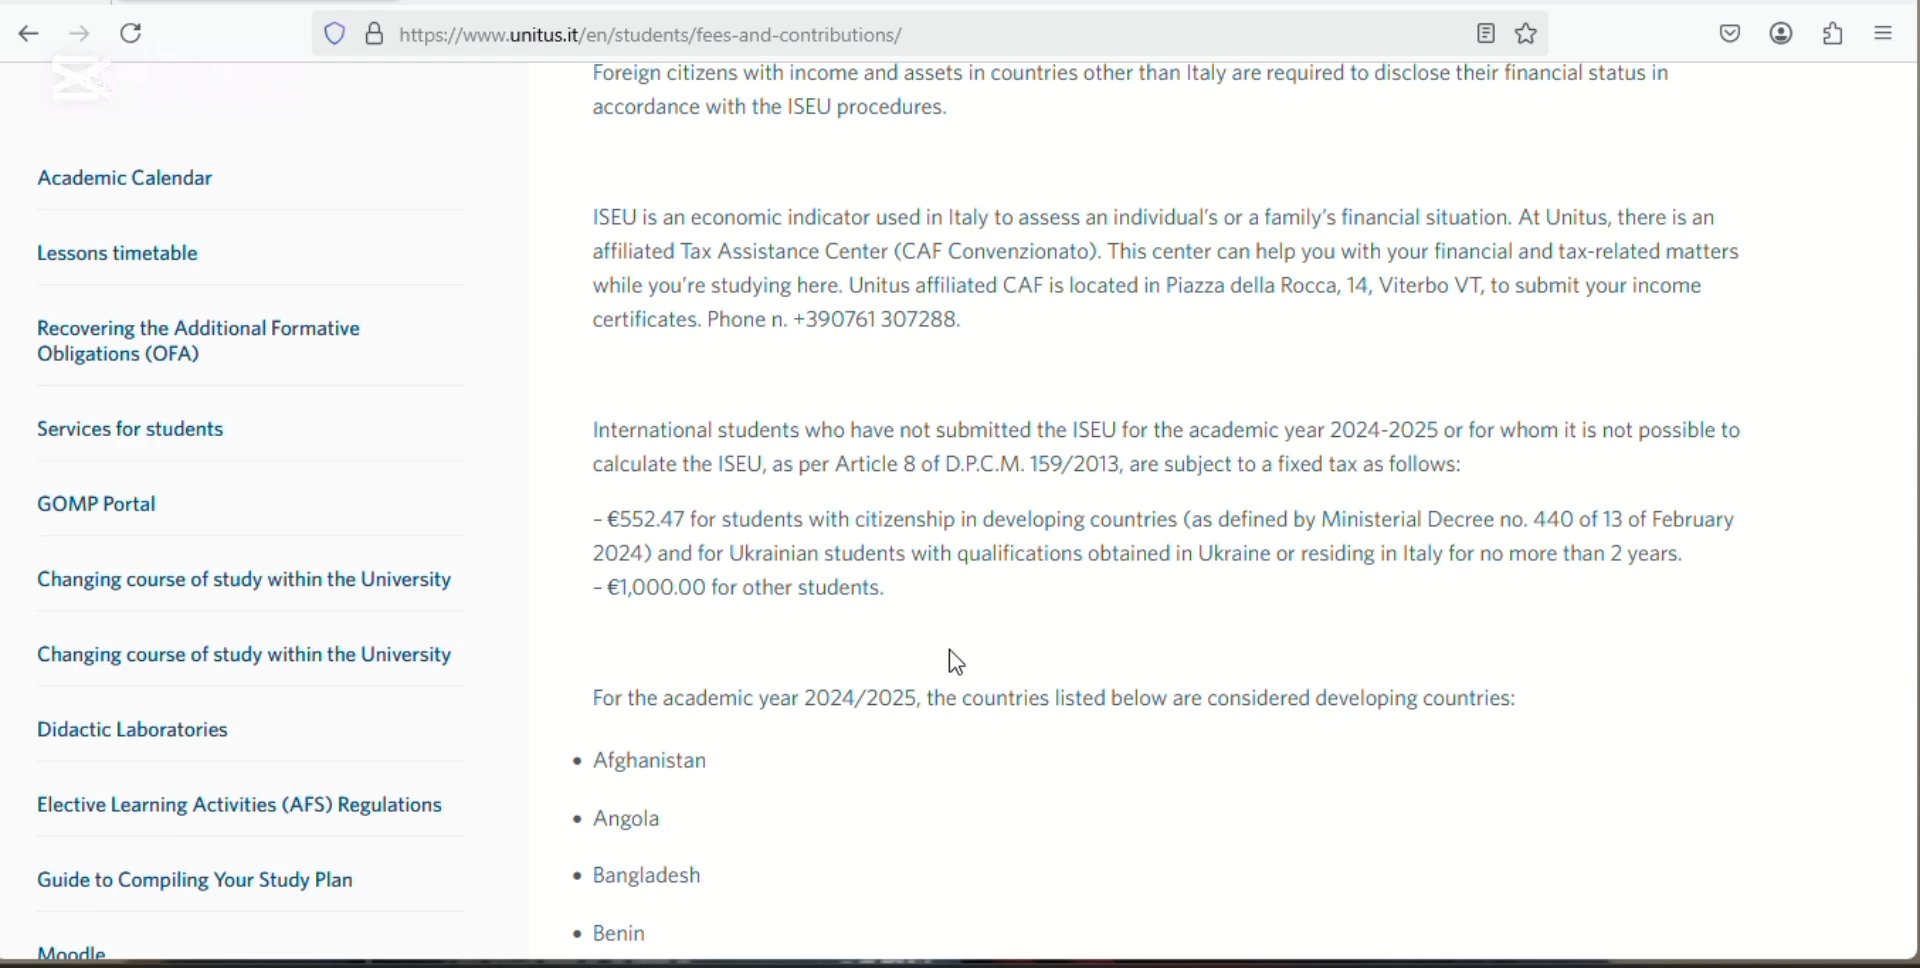 https://www.unitus.it/en/students/fees-and-contributions/
Foreign citizens with income and assets in countries other than Italy are required to disclose their financial status in
accordance with the ISEU procedures.
Academic Calendar
Lessons timetable
Recovering the Additional Formative
Obligations (OFA)
Services for students
GOMP Portal
Changing course of study within the University
Changing course of study within the University
Didactic Laboratories
Elective Learning Activities (AFS) Regulations
Guide to Compiling Your Study Plan
Moodle
ISEU is an economic indicator used in Italy to assess an individual's or a family's financial situation. At Unitus, there is an
affiliated Tax Assistance Center (CAF Convenzionato). This center can help you with your financial and tax-related matters
while you're studying here. Unitus affiliated CAF is located in Piazza della Rocca, 14, Viterbo VT, to submit your income
certificates. Phone n. +390761 307288.
International students who have not submitted the ISEU for the academic year 2024-2025 or for whom it is not possible to
calculate the ISEU, as per Article 8 of D.P.C.M. 159/2013, are subject to a fixed tax as follows:
– €552.47 for students with citizenship in developing countries (as defined by Ministerial Decree no. 440 of 13 of February
2024) and for Ukrainian students with qualifications obtained in Ukraine or residing in Italy for no more than 2 years.
– €1,000.00 for other students.
For the academic year 2024/2025, the countries listed below are considered developing countries:
• Afghanistan
• Angola
• Bangladesh
• Benin